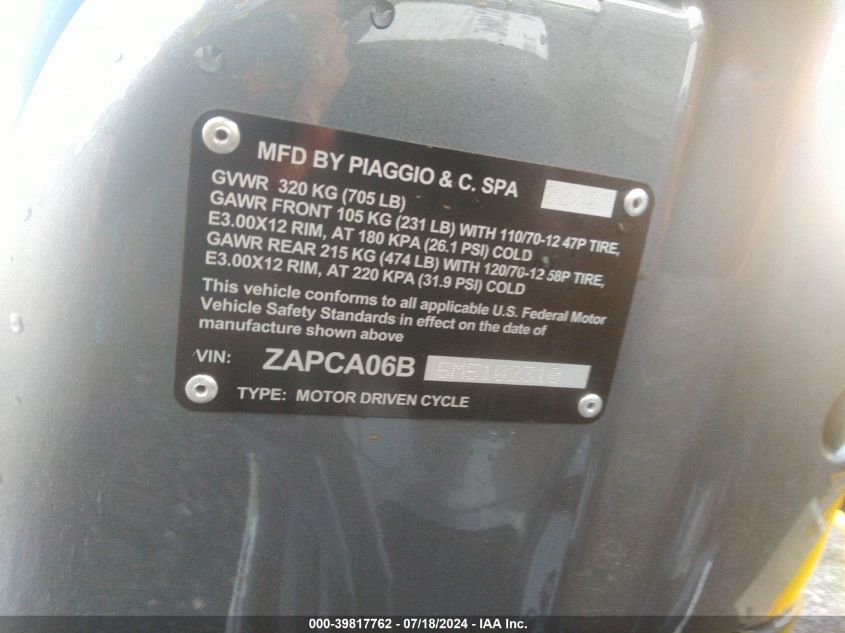 MFD BY PIAGGIO & C. SPA
GVWR 320 KG (705 LB)
GAWR FRONT 105 KG (231 LB) WITH 110/70-12 47P TIRE,
E3.00X12 RIM, AT 180 KPA (26.1 PSI) COLD
GAWR REAR 215 KG (474 LB) WITH 120/70-12 58P TIRE,
E3.00X12 RIM, AT 220 KPA (31.9 PSI) COLD
This vehicle conforms to all applicable U.S. Federal Motor
Vehicle Safety Standards in effect on the date of
manufacture shown above
VIN: ZAPCA06B 5M5102310
TYPE: MOTOR DRIVEN CYCLE
000-39817762 - 07/18/2024 - IAA Inc.